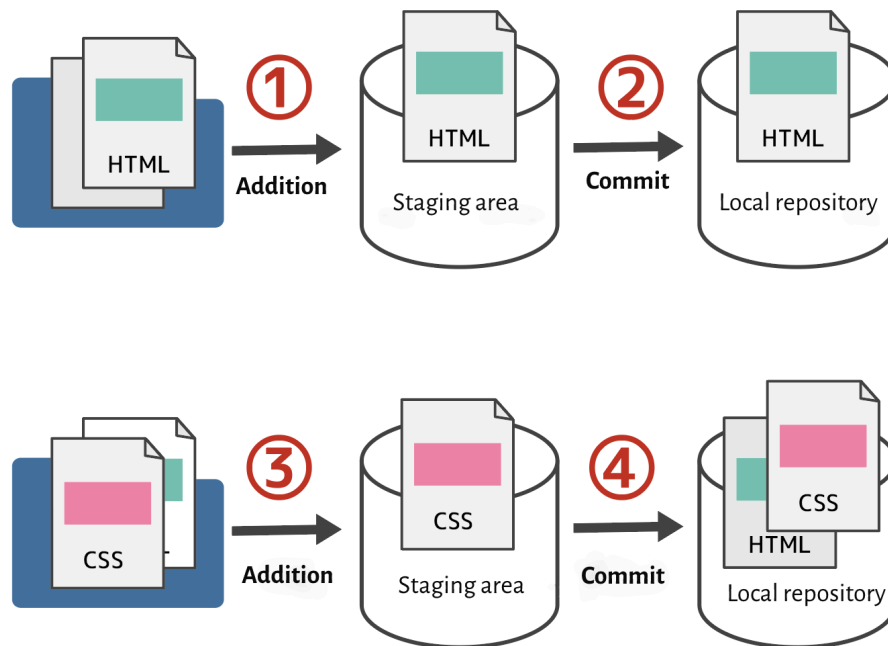 ①
②
HTML
HTML
HTML
Addition
Commit
Staging area
Local repository
③
④
CSS
CSS
CSS
HTML
Addition
Commit
Staging area
Local repository